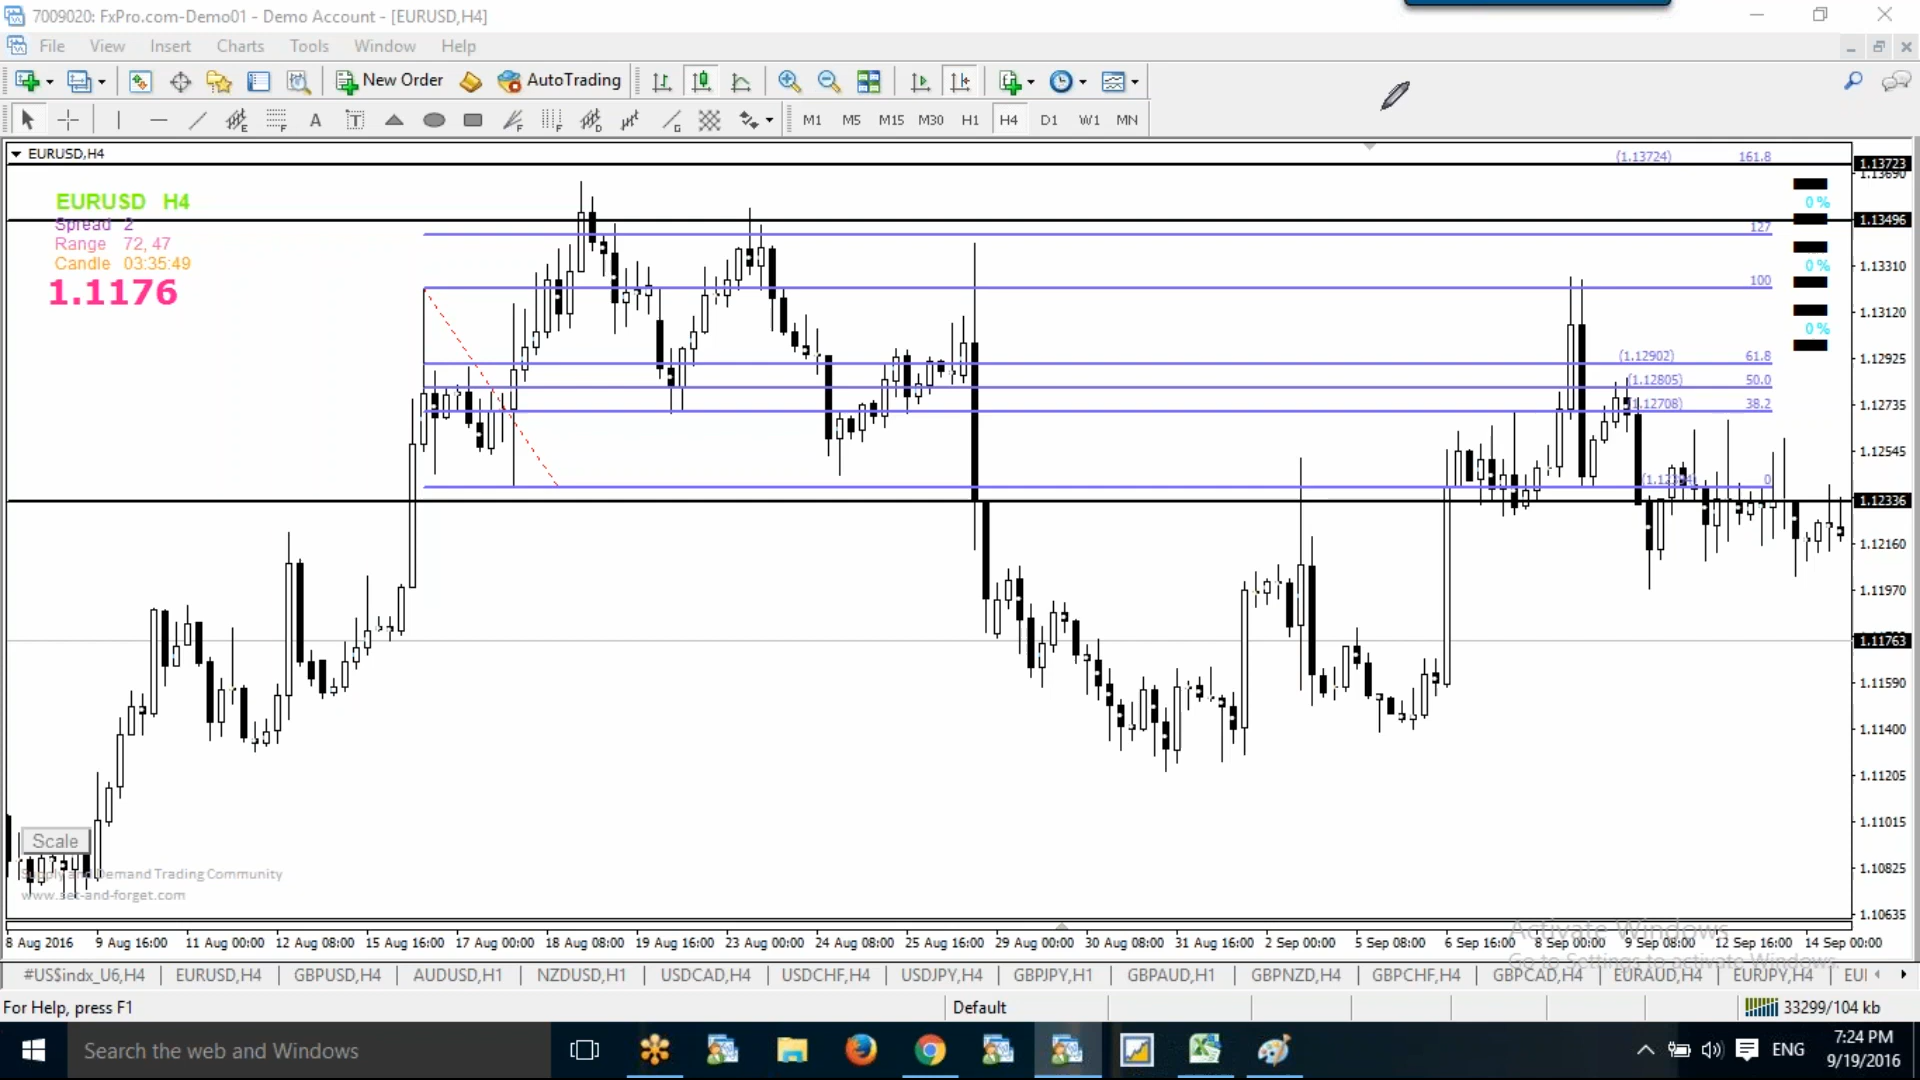 7009020: FxPro.com-Demo01 - Demo Account - [EURUSD,H4]
File View Insert Charts Tools Window Help
New Order AutoTrading
A T M1 M5 M15 M30 H1 H4 D1 W1 MN
EURUSD,H4
(1.13724) 161.8
1.13723
1.13690
EURUSD H4
0 %
Spread 2
1.13496
127
Range 72, 47
Candle 03:35:49
0 %
1.13310
1.1176
100
1.13120
0 %
(1.12902) 61.8
1.12925
(1.12805) 50.0
(1.12708) 38.2
1.12735
1.12545
0
1.12336
1.12160
1.11970
1.11763
1.11590
1.11400
1.11205
1.11015
Scale
1.10825
Supply and Demand Trading Community
www.set-and-forget.com
1.10635
Activate Windows
8 Aug 2016 9 Aug 16:00 11 Aug 00:00 12 Aug 08:00 15 Aug 16:00 17 Aug 00:00 18 Aug 08:00 19 Aug 16:00 23 Aug 00:00 24 Aug 08:00 25 Aug 16:00 29 Aug 00:00 30 Aug 08:00 31 Aug 16:00 2 Sep 00:00 5 Sep 08:00 6 Sep 16:00 8 Sep 00:00 9 Sep 08:00 12 Sep 16:00 14 Sep 00:00
Go to Settings to activate Windows.
#US$indx_U6,H4 EURUSD,H4 GBPUSD,H4 AUDUSD,H1 NZDUSD,H1 USDCAD,H4 USDCHF,H4 USDJPY,H4 GBPJPY,H1 GBPAUD,H1 GBPNZD,H4 GBPCHF,H4 GBPCAD,H4 EURAUD,H4 EURJPY,H4 EUI
For Help, press F1 Default 33299/104 kb
Search the web and Windows
ENG
7:24 PM
9/19/2016